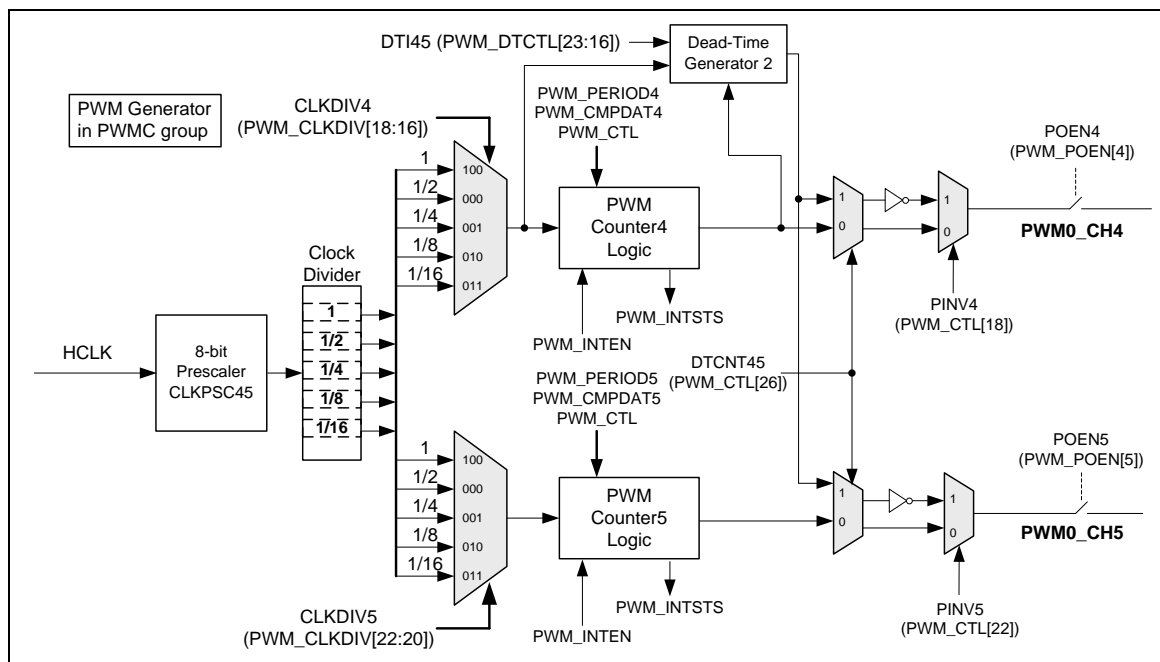 DTI45 (PWM_DTCTL[23:16])
Dead-Time
Generator 2
PWM Generator
in PWMC group
CLKDIV4
(PWM_CLKDIV[18:16])
PWM_PERIOD4
PWM_CMPDAT4
PWM_CTL
POEN4
(PWM_POEN[4])
1
1/2
1/4
1/8
1/16
100
000
001
010
011
PWM
Counter4
Logic
1
0
1
0
PWM0_CH4
Clock
Divider
1
1/2
1/4
1/8
1/16
PWM_INTSTS
PWM_INTEN
PINV4
(PWM_CTL[18])
HCLK
8-bit
Prescaler
CLKPSC45
DTCNT45
(PWM_CTL[26])
PWM_PERIOD5
PWM_CMPDAT5
PWM_CTL
POEN5
(PWM_POEN[5])
1
1/2
1/4
1/8
1/16
100
000
001
010
011
PWM
Counter5
Logic
1
0
1
0
PWM0_CH5
PWM_INTSTS
PWM_INTEN
CLKDIV5
(PWM_CLKDIV[22:20])
PINV5
(PWM_CTL[22])